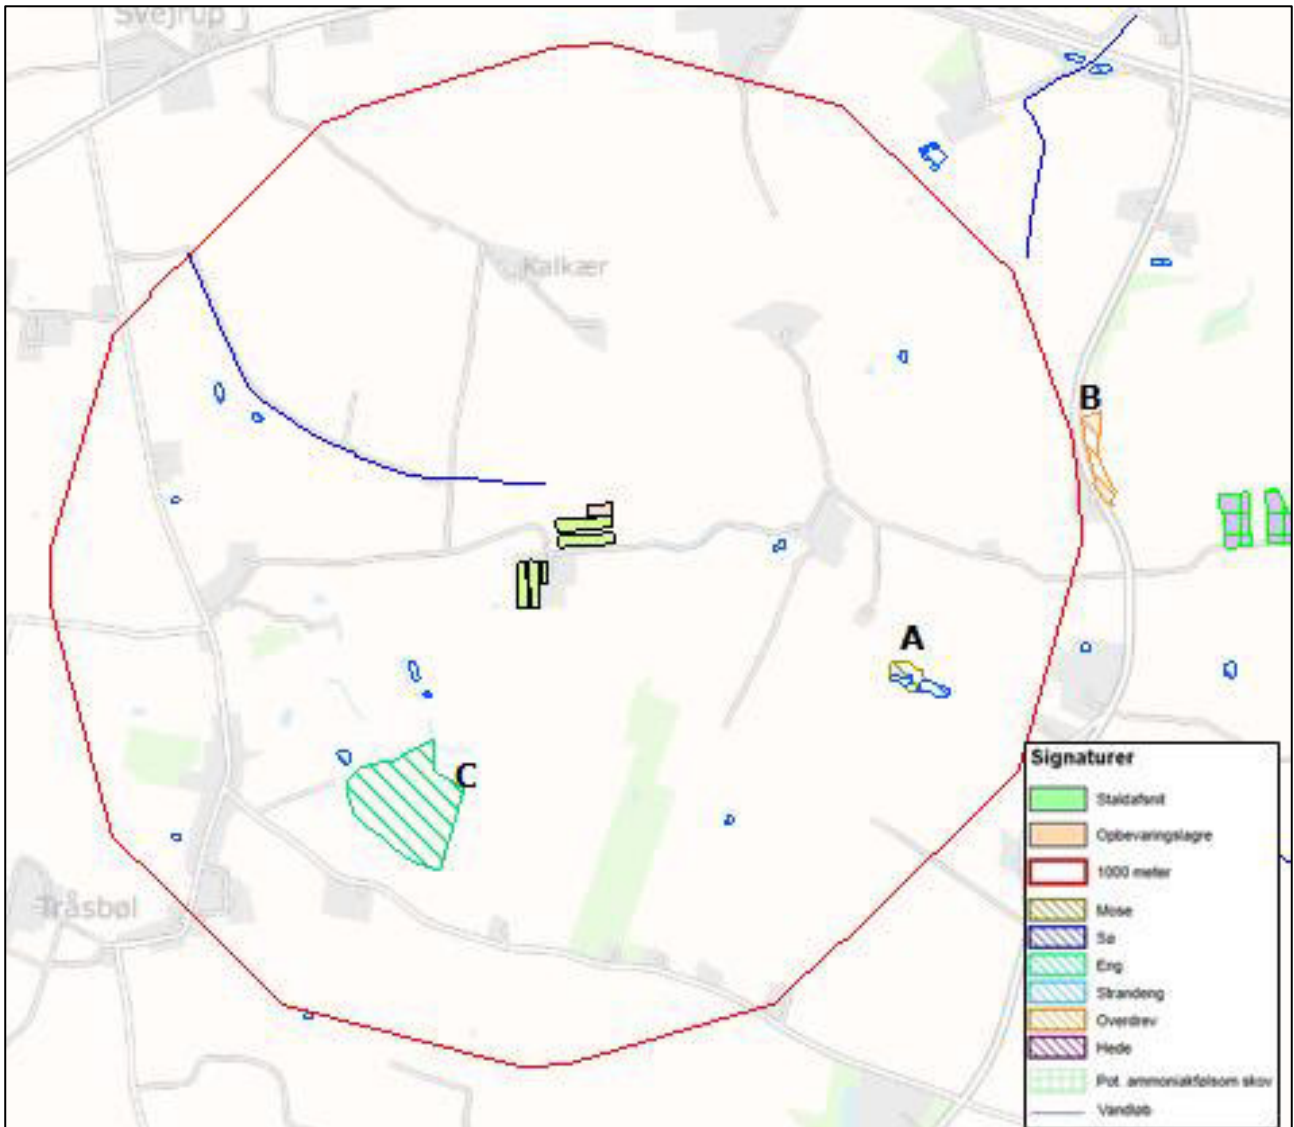 Svejrup
Kalkær
B
A
C
Tråsbøl
Signaturer
Staldafsnit
Opbevaringslagre
1000 meter
Mose
Sø
Eng
Strandeng
Overdrev
Hede
Pot. ammoniakfølsom skov
Vandløb